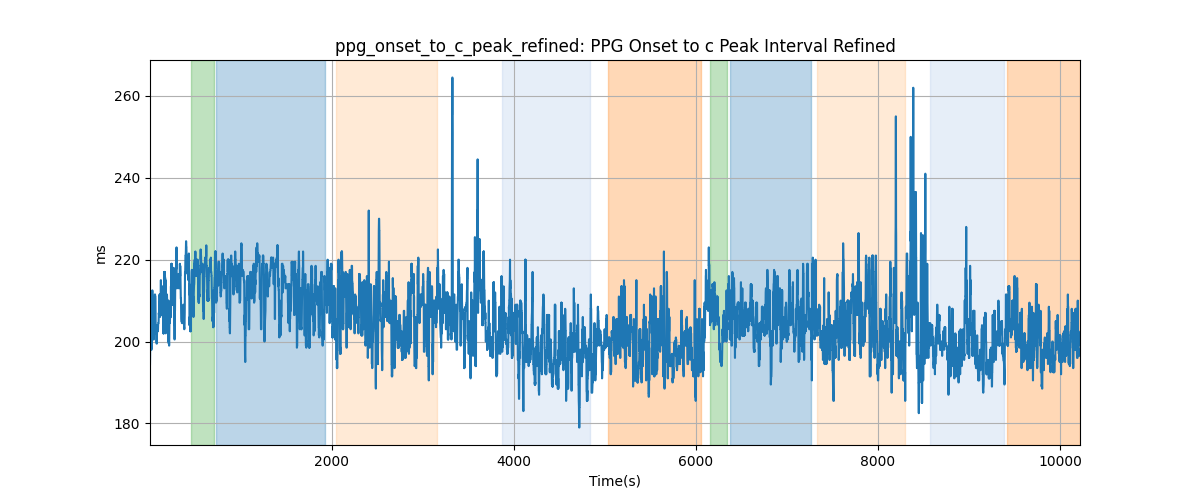 ppg_onset_to_c_peak_refined: PPG Onset to c Peak Interval Refined
260
240
220
200
180
ms
2000 4000 6000 8000 10000
Time(s)